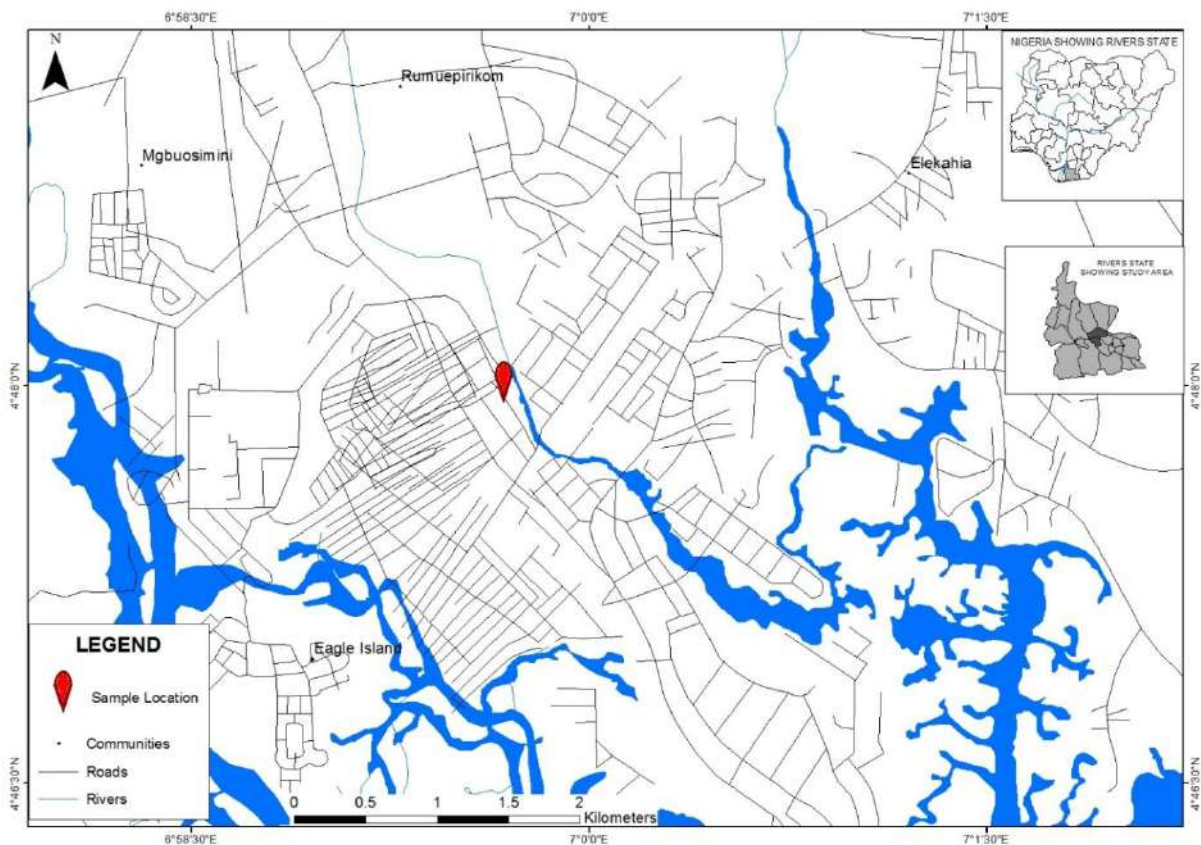 6°58'30"E
7°0'0"E
7°1'30"E
N
NIGERIA SHOWING RIVERS STATE
Rumuepirikom
Mgbuosimini
Elekahia
RIVERS STATE
SHOWING STUDY AREA
4°48'0"N
4°48'0"N
LEGEND
Sample Location
Communities
Roads
Rivers
Eagle Island
0 0.5 1 1.5 2
Kilometers
4°46'30"N
4°46'30"N
6°58'30"E
7°0'0"E
7°1'30"E